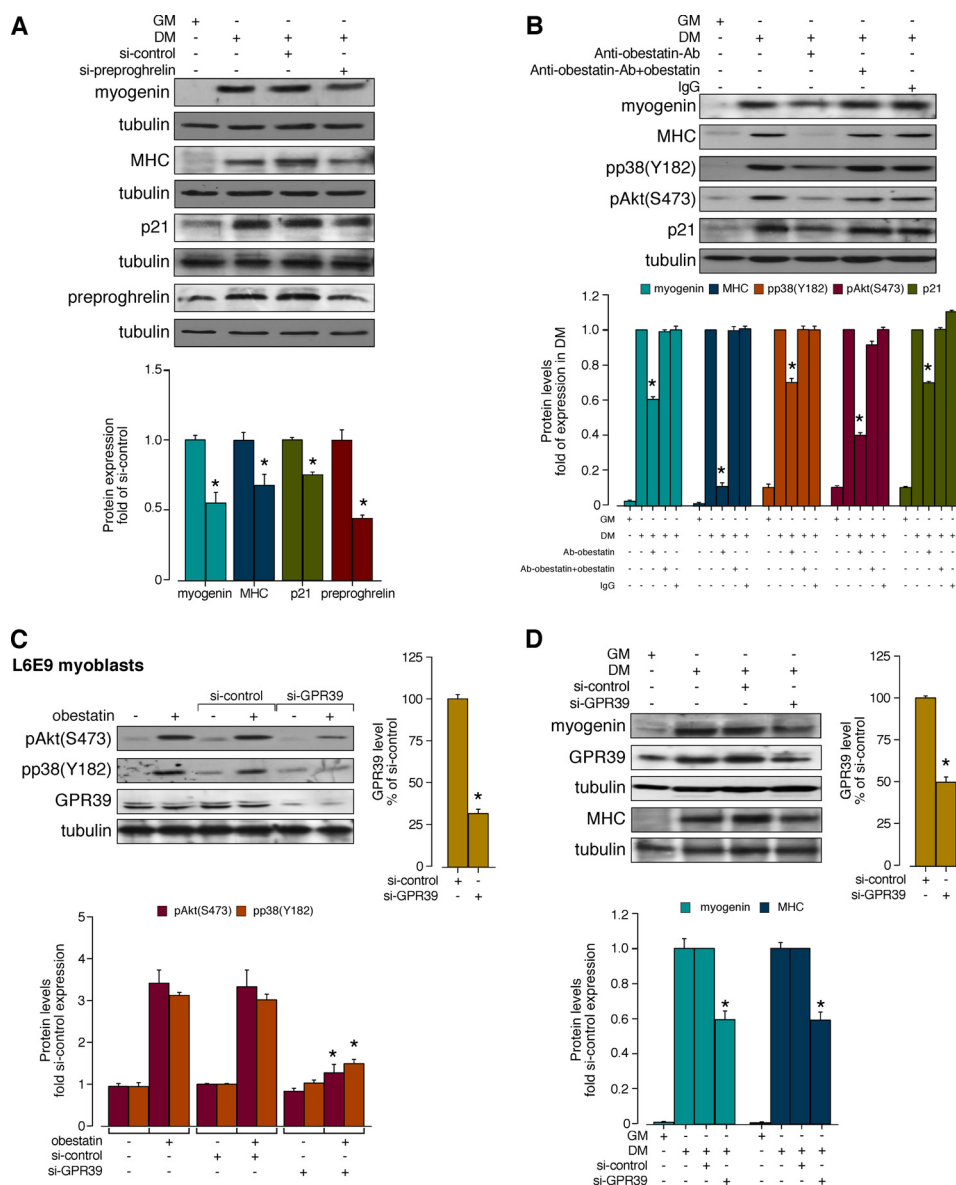 A
GM + - - -
DM - + + +
si-control - - + -
si-preproghrelin - - - +
myogenin
tubulin
MHC
tubulin
p21
tubulin
preproghrelin
tubulin
Protein expression
fold of si-control
1.5
1.0
0.5
0
* * * *
myogenin MHC p21 preproghrelin
B
GM + - - - -
DM - + + + +
Anti-obestatin-Ab - - + - -
Anti-obestatin-Ab+obestatin - - - + -
IgG - - - - +
myogenin
MHC
pp38(Y182)
pAkt(S473)
p21
tubulin
myogenin MHC pp38(Y182) pAkt(S473) p21
Protein levels
fold of expression in DM
1.2
1.0
0.8
0.6
0.4
0.2
0
* * * * *
GM + - - - - + - - - - + - - - - + - - - - + - - - -
DM - + + + + - + + + + - + + + + - + + + + - + + + +
Ab-obestatin - - + - - - - + - - - - + - - - - + - - - - + - -
Ab-obestatin+obestatin - - - + - - - - + - - - - + - - - - + - - - - + -
IgG - - - - + - - - - + - - - - + - - - - + - - - - +
C
L6E9 myoblasts
si-control si-GPR39
obestatin - + - + - +
pAkt(S473)
pp38(Y182)
GPR39
tubulin
GPR39 level
% of si-control
125
100
75
50
25
0
*
si-control + -
si-GPR39 - +
pAkt(S473) pp38(Y182)
Protein levels
fold si-control expression
5
4
3
2
1
0
* *
obestatin - + - + - +
si-control - - + + - -
si-GPR39 - - - - + +
D
GM + - - -
DM - + + +
si-control - - + -
si-GPR39 - - - +
myogenin
GPR39
tubulin
MHC
tubulin
GPR39 level
% of si-control
125
100
75
50
25
0
*
si-control + -
si-GPR39 - +
myogenin MHC
Protein levels
fold si-control expression
1.2
1.0
0.8
0.6
0.4
0.2
0
* *
GM + - - - + - - -
DM - + + + - + + +
si-control - - + - - - + -
si-GPR39 - - - + - - - +